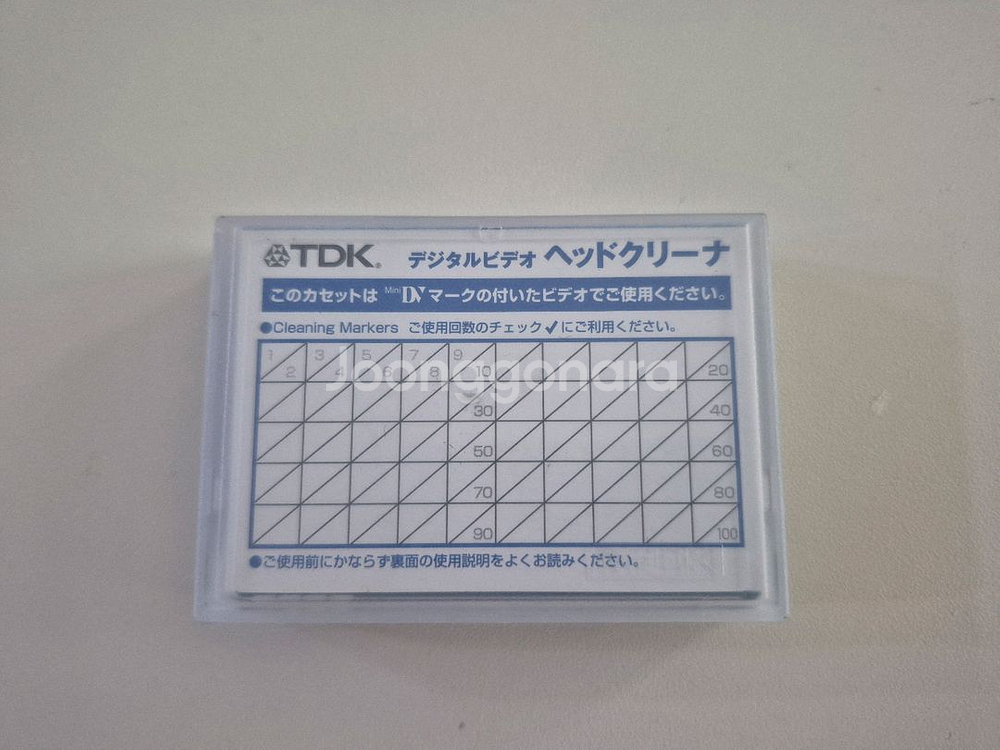 TDK® デジタルビデオ ヘッドクリーナ
このカセットは Mini DV マークの付いたビデオでご使用ください。
●Cleaning Markers ご使用回数のチェック✓にご利用ください。
1 2 3 4 5 6 7 8 9 10 20
30 40
50 60
70 80
90 100
●ご使用前にかならず裏面の使用説明をよくお読みください。
Joonggonara